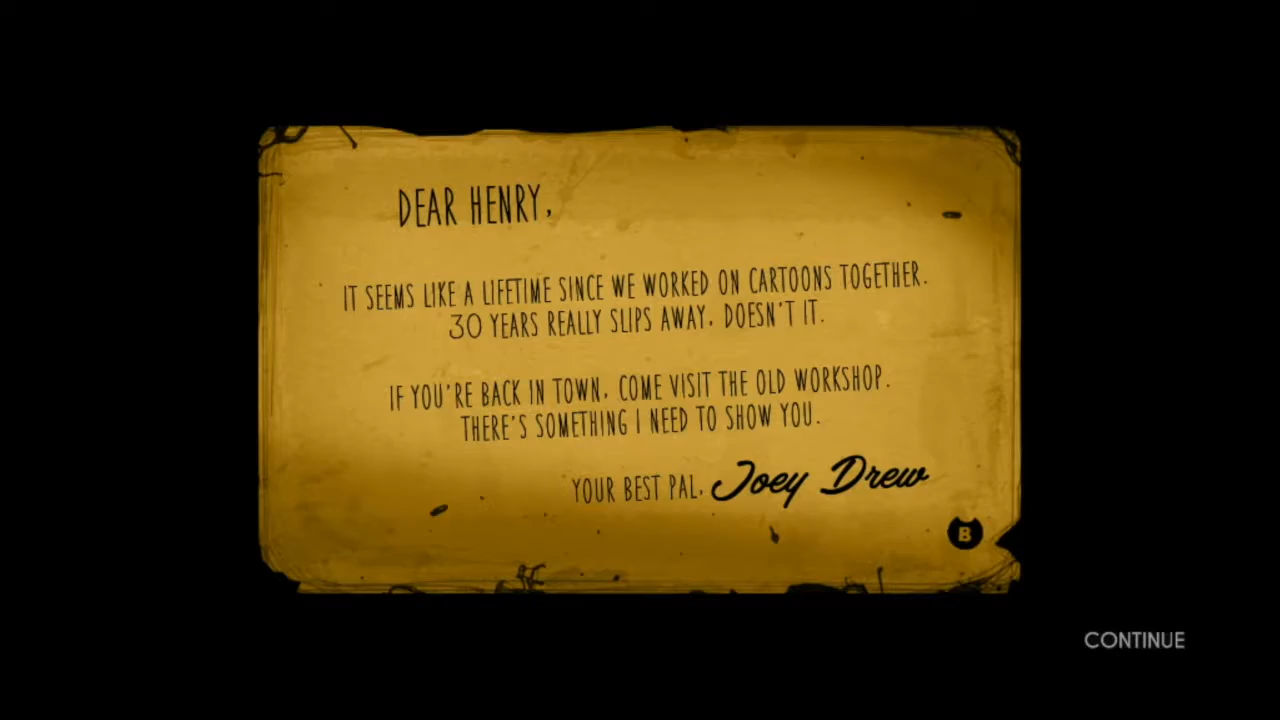 DEAR HENRY,
IT SEEMS LIKE A LIFETIME SINCE WE WORKED ON CARTOONS TOGETHER.
30 YEARS REALLY SLIPS AWAY, DOESN'T IT.
IF YOU'RE BACK IN TOWN, COME VISIT THE OLD WORKSHOP.
THERE'S SOMETHING I NEED TO SHOW YOU.
YOUR BEST PAL, Joey Drew
B
CONTINUE